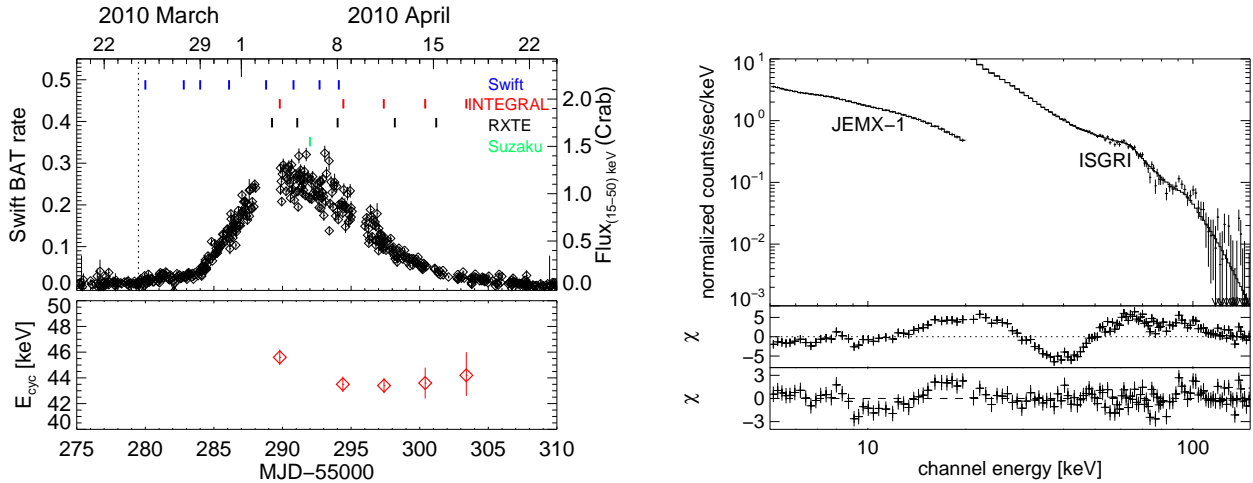 2010 March 2010 April
22 29 1 8 15 22
Swift BAT rate
0.5
0.4
0.3
0.2
0.1
0.0
Swift
INTEGRAL
RXTE
Suzaku
2.0
1.5
1.0
0.5
0.0
Flux(15−50) keV (Crab)
Ecyc [keV]
50
48
46
44
42
40
275 280 285 290 295 300 305 310
MJD−55000
normalized counts/sec/keV
10^1
10^0
10^−1
10^−2
10^−3
JEMX−1
ISGRI
χ
5
0
−5
χ
3
0
−3
10 100
channel energy [keV]